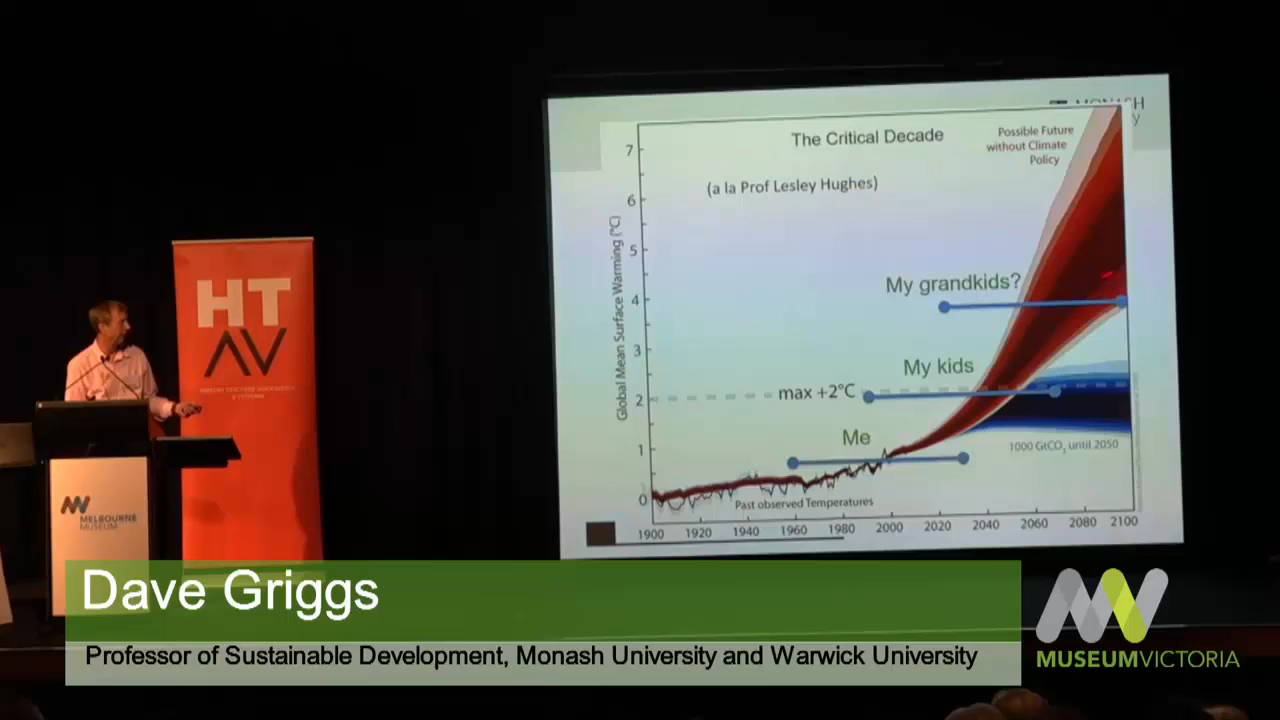 MONASH
The Critical Decade
Possible Future
without Climate
Policy
(a la Prof Lesley Hughes)
Global Mean Surface Warming (°C)
7
6
5
4
3
2
1
0
My grandkids?
My kids
max +2°C
Me
1000 GtCO₂ until 2050
Past observed Temperatures
1900 1920 1940 1960 1980 2000 2020 2040 2060 2080 2100
HT
AV
MELBOURNE
MUSEUM
Dave Griggs
Professor of Sustainable Development, Monash University and Warwick University
MUSEUMVICTORIA